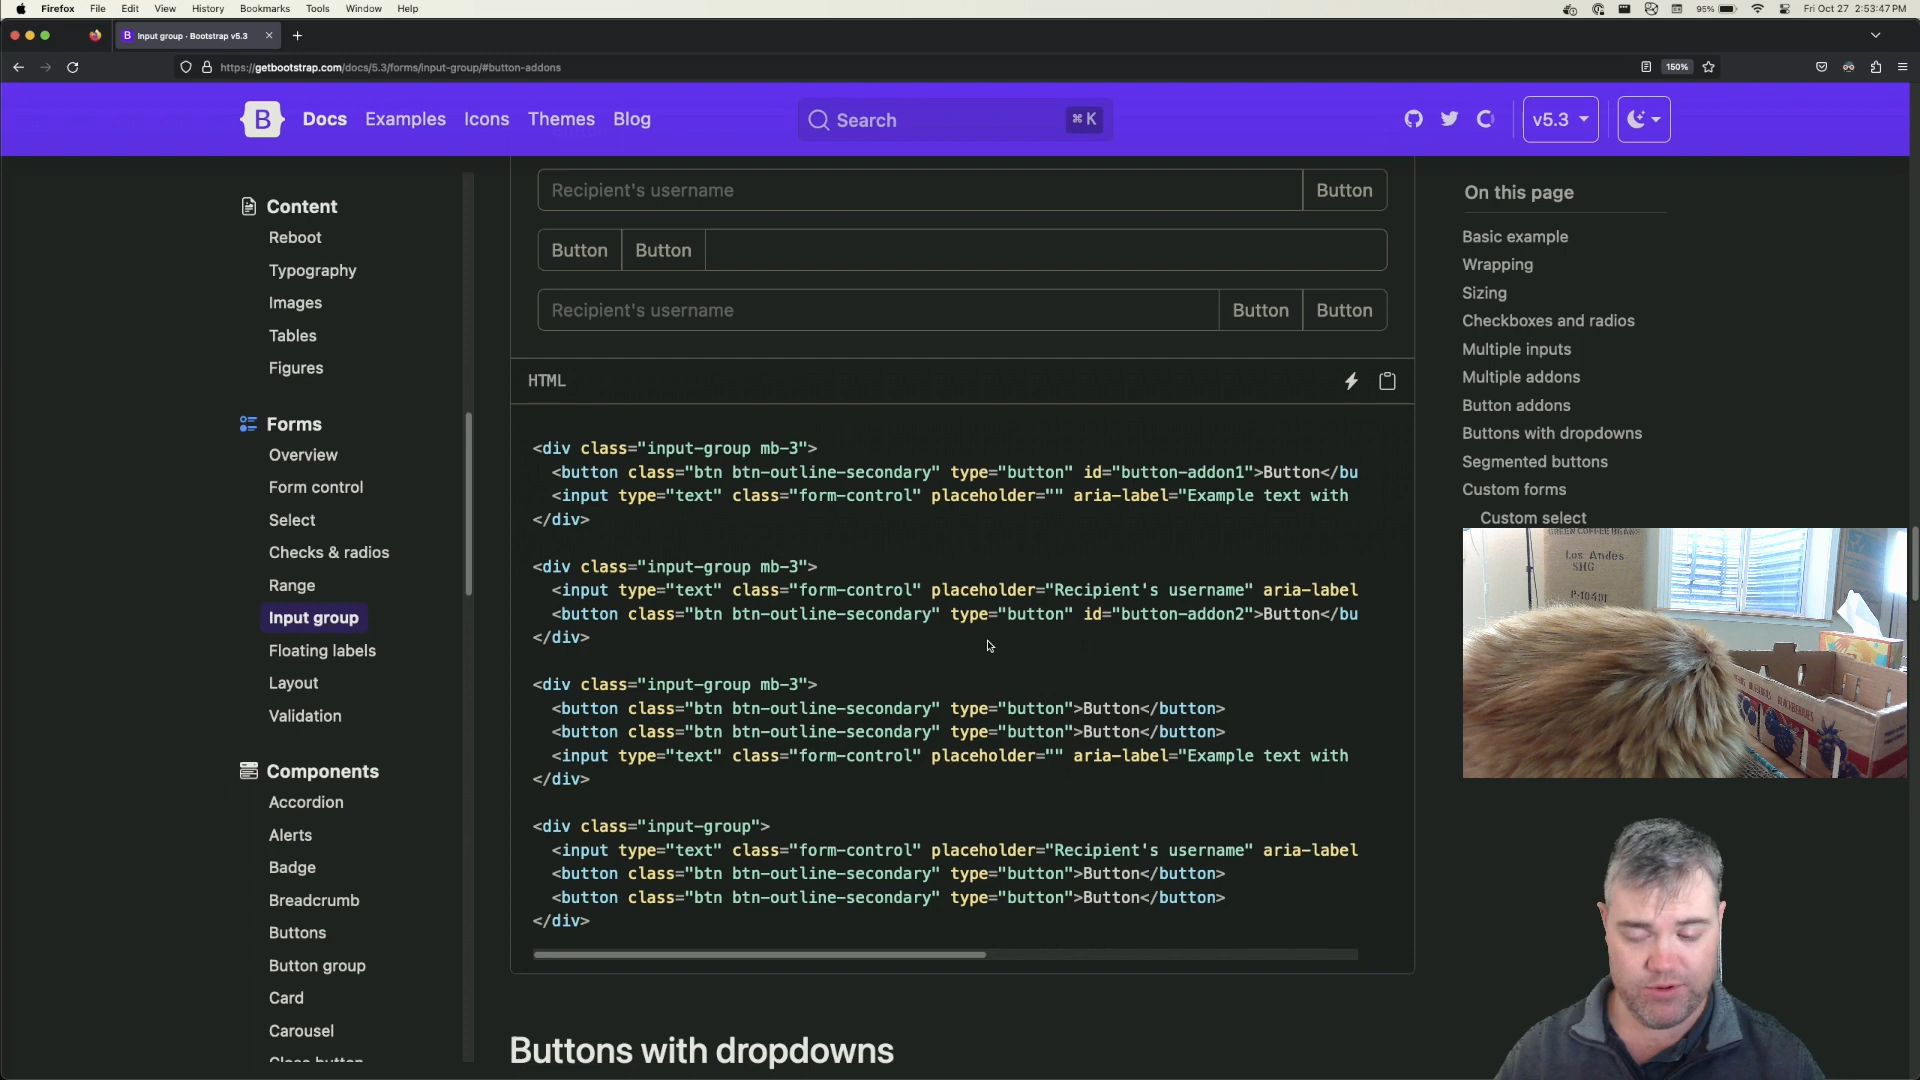 Firefox File Edit View History Bookmarks Tools Window Help
95% Fri Oct 27 2:53:47 PM
Input group · Bootstrap v5.3
https://getbootstrap.com/docs/5.3/forms/input-group/#button-addons
150%
B Docs Examples Icons Themes Blog
Search ⌘ K
v5.3
Content
Reboot
Typography
Images
Tables
Figures
Forms
Overview
Form control
Select
Checks & radios
Range
Input group
Floating labels
Layout
Validation
Components
Accordion
Alerts
Badge
Breadcrumb
Buttons
Button group
Card
Carousel
Close button
Recipient's username Button
Button Button
Recipient's username Button Button
HTML
<div class="input-group mb-3">
<button class="btn btn-outline-secondary" type="button" id="button-addon1">Button</bu
<input type="text" class="form-control" placeholder="" aria-label="Example text with
</div>
<div class="input-group mb-3">
<input type="text" class="form-control" placeholder="Recipient's username" aria-label
<button class="btn btn-outline-secondary" type="button" id="button-addon2">Button</bu
</div>
<div class="input-group mb-3">
<button class="btn btn-outline-secondary" type="button">Button</button>
<button class="btn btn-outline-secondary" type="button">Button</button>
<input type="text" class="form-control" placeholder="" aria-label="Example text with
</div>
<div class="input-group">
<input type="text" class="form-control" placeholder="Recipient's username" aria-label
<button class="btn btn-outline-secondary" type="button">Button</button>
<button class="btn btn-outline-secondary" type="button">Button</button>
</div>
Buttons with dropdowns
On this page
Basic example
Wrapping
Sizing
Checkboxes and radios
Multiple inputs
Multiple addons
Button addons
Buttons with dropdowns
Segmented buttons
Custom forms
Custom select
GREEN COFFEE BEANS
Los Andes
SHG
BLACKBERRIES